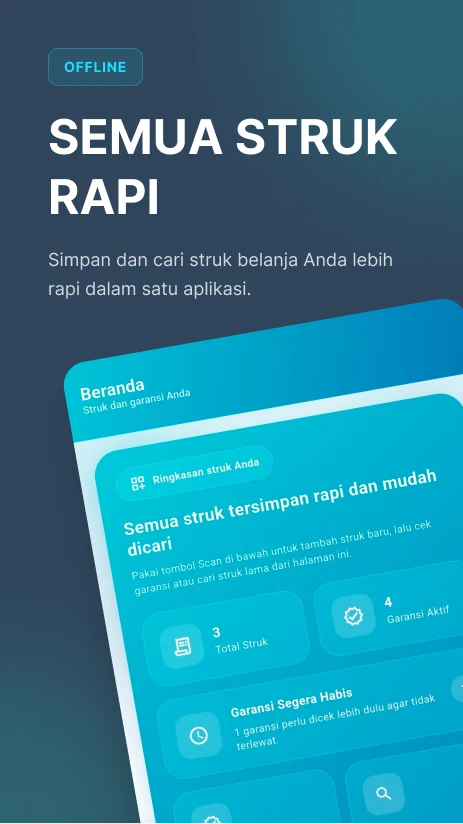 OFFLINE
SEMUA STRUK
RAPI
Simpan dan cari struk belanja Anda lebih
rapi dalam satu aplikasi.
Beranda
Struk dan garansi Anda
Ringkasan struk Anda
Semua struk tersimpan rapi dan mudah
dicari
Pakai tombol Scan di bawah untuk tambah struk baru, lalu cek
garansi atau cari struk lama dari halaman ini.
3
Total Struk
4
Garansi Aktif
Garansi Segera Habis
1 garansi perlu dicek lebih dulu agar tidak
terlewat.